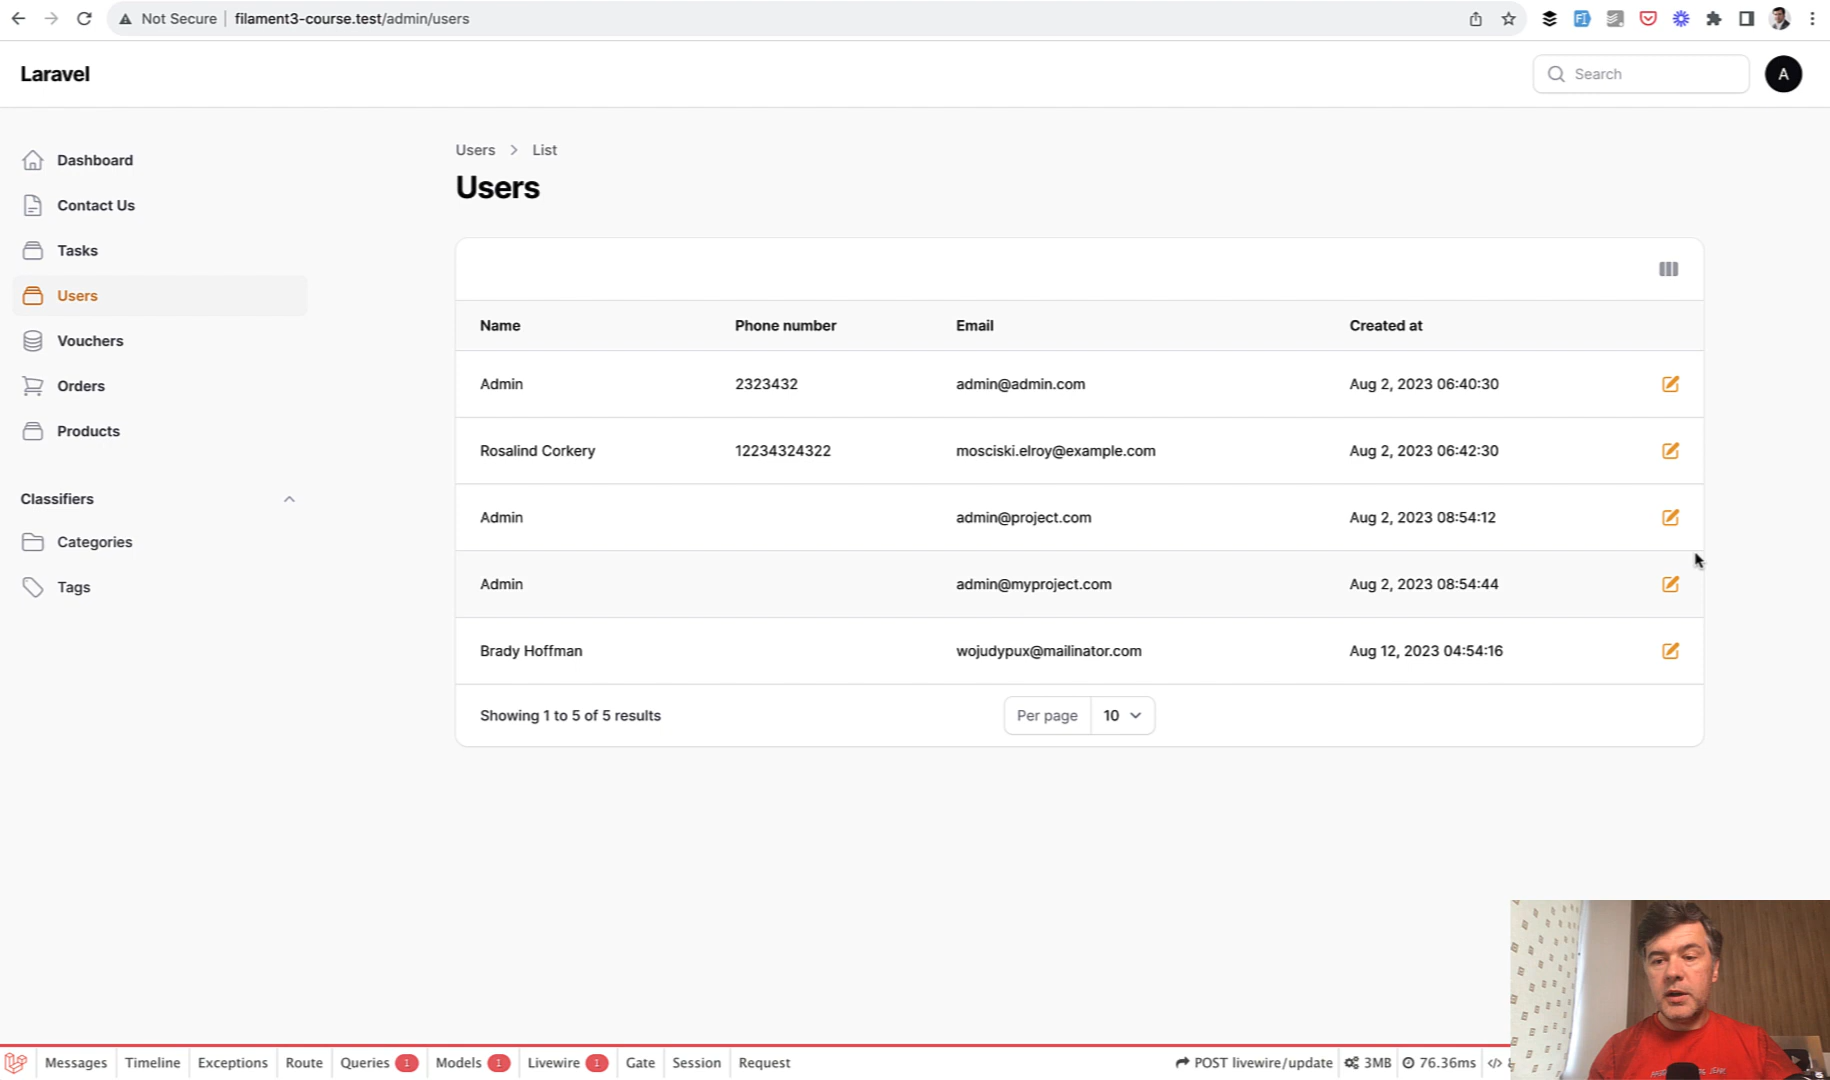 Not Secure filament3-course.test/admin/users
Laravel
Search
A
Dashboard
Contact Us
Tasks
Users
Vouchers
Orders
Products
Classifiers
Categories
Tags
Users > List
Users
Name Phone number Email Created at
Admin 2323432 admin@admin.com Aug 2, 2023 06:40:30
Rosalind Corkery 12234324322 mosciski.elroy@example.com Aug 2, 2023 06:42:30
Admin admin@project.com Aug 2, 2023 08:54:12
Admin admin@myproject.com Aug 2, 2023 08:54:44
Brady Hoffman wojudypux@mailinator.com Aug 12, 2023 04:54:16
Showing 1 to 5 of 5 results Per page 10
Messages Timeline Exceptions Route Queries 1 Models 1 Livewire 1 Gate Session Request POST livewire/update 3MB 76.36ms